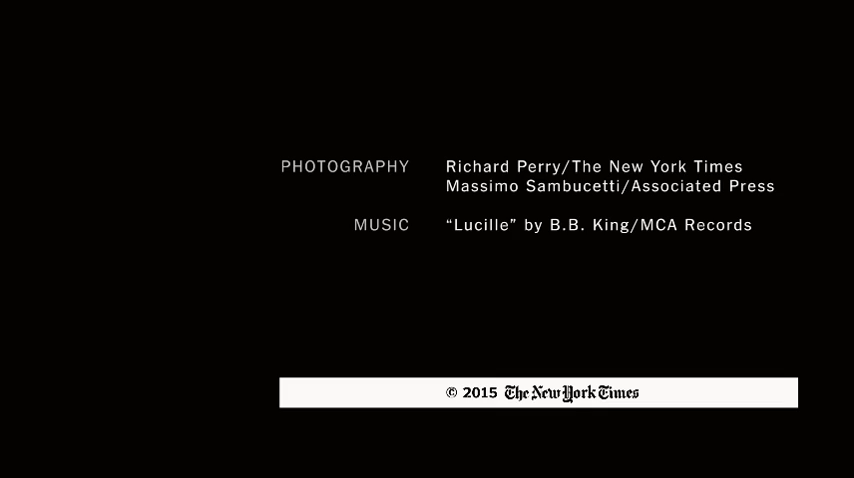 PHOTOGRAPHY Richard Perry/The New York Times
Massimo Sambucetti/Associated Press
MUSIC “Lucille” by B.B. King/MCA Records
© 2015 The New York Times